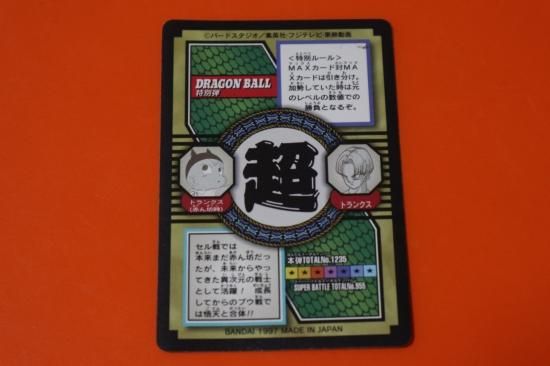 ©バードスタジオ／集英社・フジテレビ・東映動画
DRAGON BALL
特別弾
＜特別ルール＞
ＭＡＸカード対ＭＡ
Ｘカードは引き分け。
加勢していた時は元
のレベルの数値での
勝負となるぞ。
超
トランクス
(赤ん坊時)
トランクス
セル戦では
本来まだ赤ん坊だっ
たが、未来からやっ
てきた異次元の戦士
として活躍！ 成長
してからのブウ戦で
は悟天と合体!!
本弾TOTALNo.1235
SUPER BATTLE TOTALNo.955
BANDAI 1997 MADE IN JAPAN